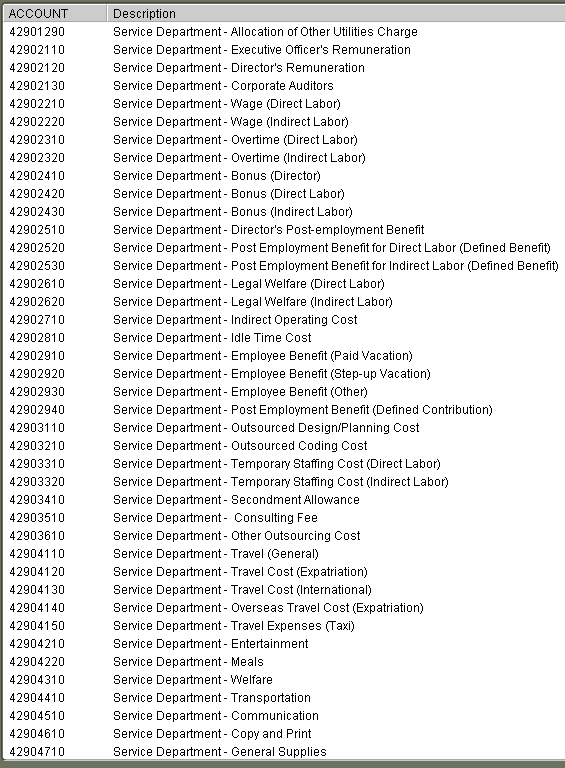 ACCOUNT Description
42901290 Service Department - Allocation of Other Utilities Charge
42902110 Service Department - Executive Officer's Remuneration
42902120 Service Department - Director's Remuneration
42902130 Service Department - Corporate Auditors
42902210 Service Department - Wage (Direct Labor)
42902220 Service Department - Wage (Indirect Labor)
42902310 Service Department - Overtime (Direct Labor)
42902320 Service Department - Overtime (Indirect Labor)
42902410 Service Department - Bonus (Director)
42902420 Service Department - Bonus (Direct Labor)
42902430 Service Department - Bonus (Indirect Labor)
42902510 Service Department - Director's Post-employment Benefit
42902520 Service Department - Post Employment Benefit for Direct Labor (Defined Benefit)
42902530 Service Department - Post Employment Benefit for Indirect Labor (Defined Benefit)
42902610 Service Department - Legal Welfare (Direct Labor)
42902620 Service Department - Legal Welfare (Indirect Labor)
42902710 Service Department - Indirect Operating Cost
42902810 Service Department - Idle Time Cost
42902910 Service Department - Employee Benefit (Paid Vacation)
42902920 Service Department - Employee Benefit (Step-up Vacation)
42902930 Service Department - Employee Benefit (Other)
42902940 Service Department - Post Employment Benefit (Defined Contribution)
42903110 Service Department - Outsourced Design/Planning Cost
42903210 Service Department - Outsourced Coding Cost
42903310 Service Department - Temporary Staffing Cost (Direct Labor)
42903320 Service Department - Temporary Staffing Cost (Indirect Labor)
42903410 Service Department - Secondment Allowance
42903510 Service Department -  Consulting Fee
42903610 Service Department - Other Outsourcing Cost
42904110 Service Department - Travel (General)
42904120 Service Department - Travel Cost (Expatriation)
42904130 Service Department - Travel Cost (International)
42904140 Service Department - Overseas Travel Cost (Expatriation)
42904150 Service Department - Travel Expenses (Taxi)
42904210 Service Department - Entertainment
42904220 Service Department - Meals
42904310 Service Department - Welfare
42904410 Service Department - Transportation
42904510 Service Department - Communication
42904610 Service Department - Copy and Print
42904710 Service Department - General Supplies